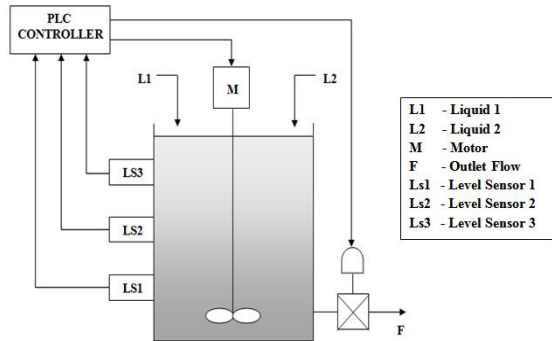 PLC
CONTROLLER
L1
M
L2
LS3
LS2
LS1
F
L1 - Liquid 1
L2 - Liquid 2
M - Motor
F - Outlet Flow
Ls1 - Level Sensor 1
Ls2 - Level Sensor 2
Ls3 - Level Sensor 3